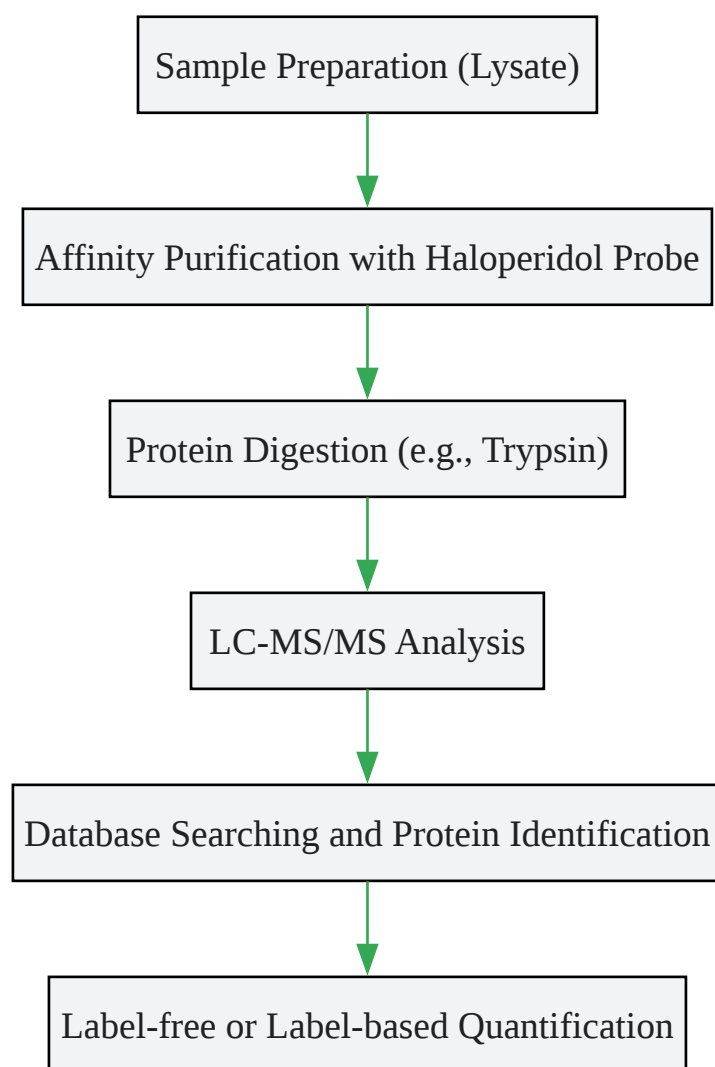 Sample Preparation (Lysate)
Affinity Purification with Haloperidol Probe
Protein Digestion (e.g., Trypsin)
LC-MS/MS Analysis
Database Searching and Protein Identification
Label-free or Label-based Quantification